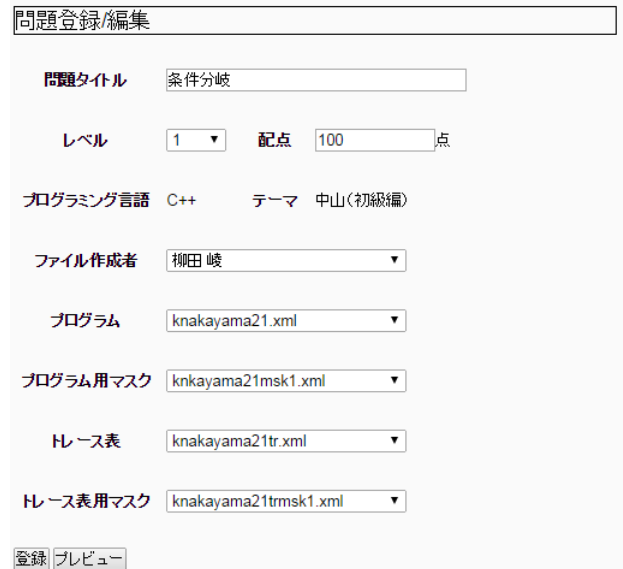 問題登録/編集
問題タイトル 条件分岐
レベル 1 配点 100 点
プログラミング言語 C++ テーマ 中山(初級編)
ファイル作成者 柳田 崚
プログラム knakayama21.xml
プログラム用マスク knkayama21msk1.xml
トレース表 knakayama21tr.xml
トレース表用マスク knakayama21trmsk1.xml
登録 プレビュー